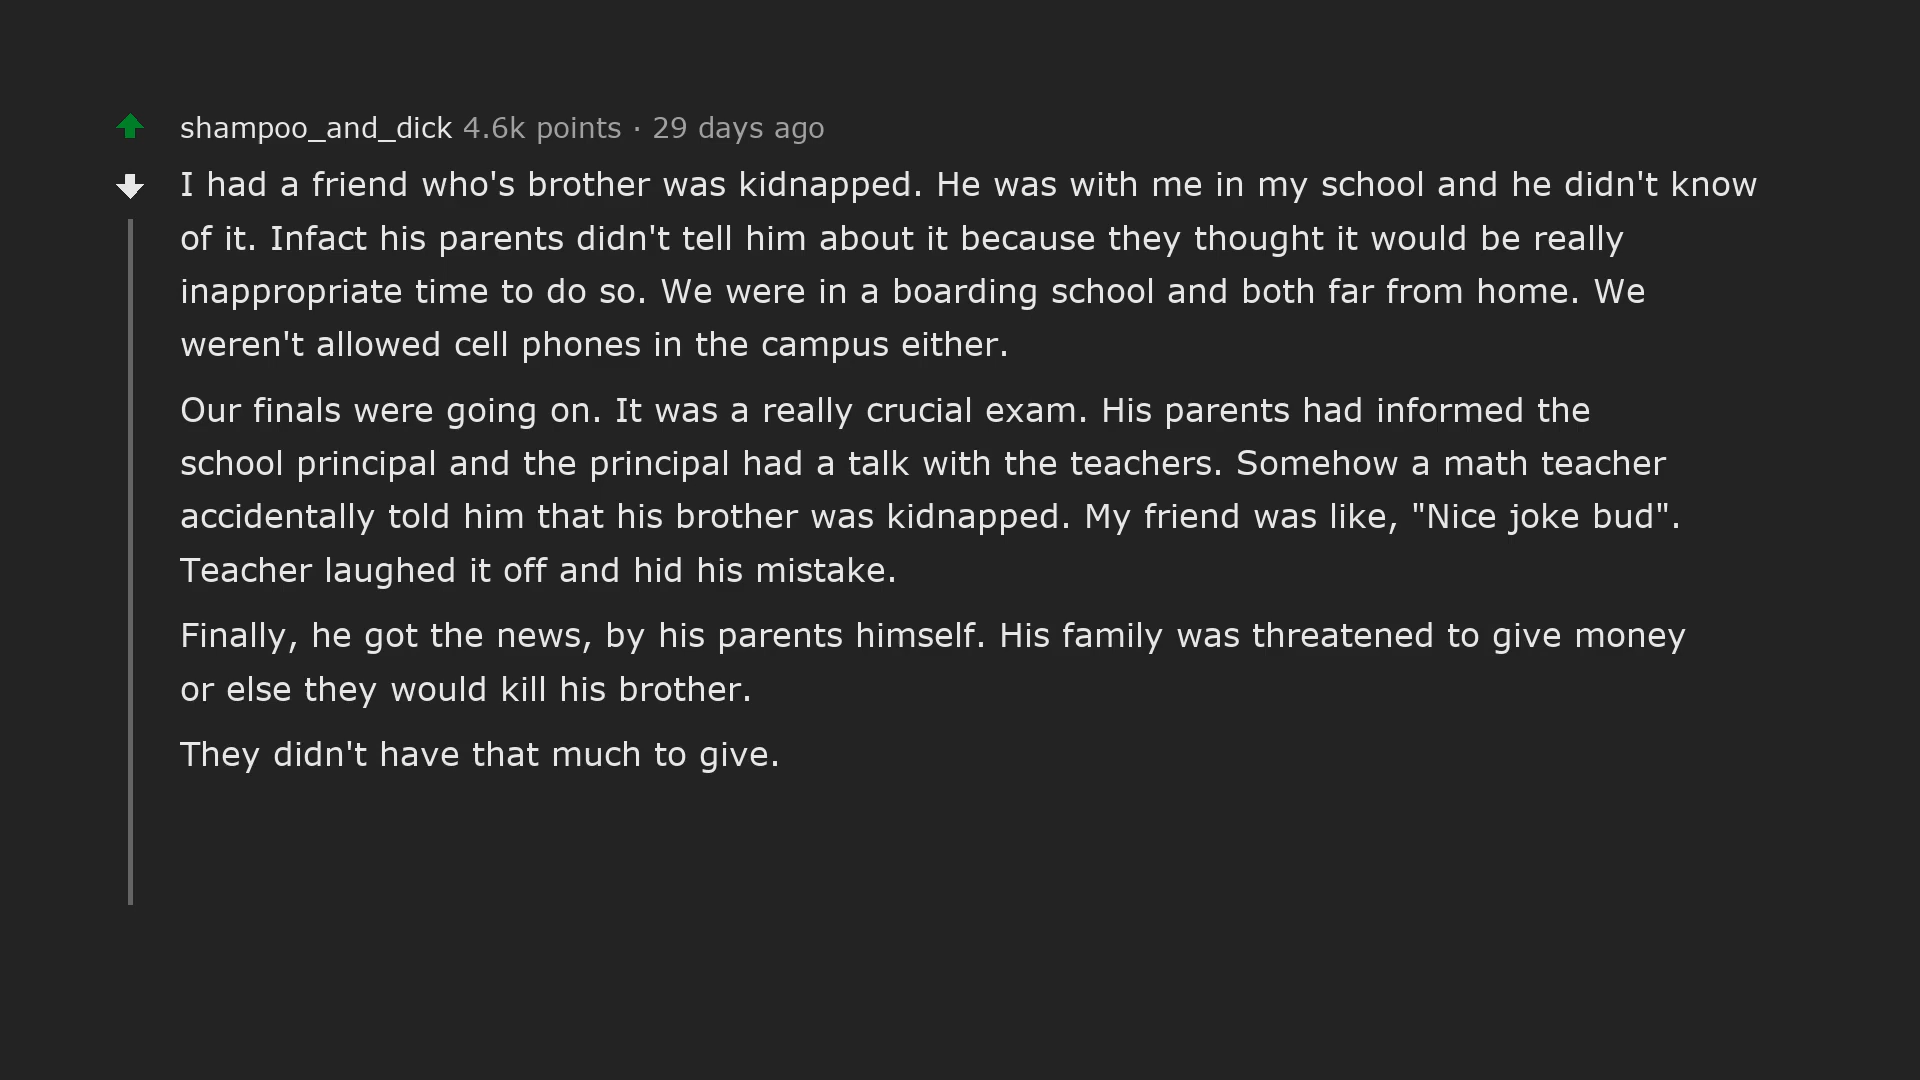 shampoo_and_dick 4.6k points · 29 days ago
I had a friend who's brother was kidnapped. He was with me in my school and he didn't know
of it. Infact his parents didn't tell him about it because they thought it would be really
inappropriate time to do so. We were in a boarding school and both far from home. We
weren't allowed cell phones in the campus either.
Our finals were going on. It was a really crucial exam. His parents had informed the
school principal and the principal had a talk with the teachers. Somehow a math teacher
accidentally told him that his brother was kidnapped. My friend was like, "Nice joke bud".
Teacher laughed it off and hid his mistake.
Finally, he got the news, by his parents himself. His family was threatened to give money
or else they would kill his brother.
They didn't have that much to give.